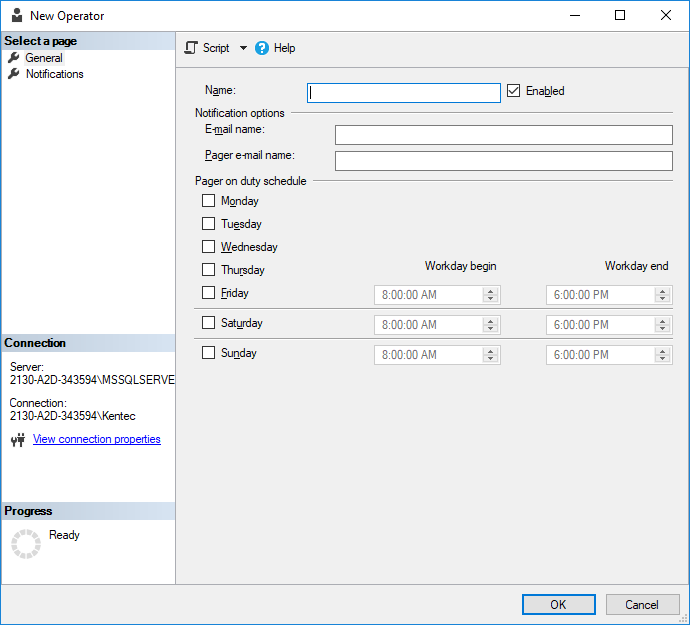 New Operator
Select a page
General
Notifications
Script
Help
Name:
Enabled
Notification options
E-mail name:
Pager e-mail name:
Pager on duty schedule
Monday
Tuesday
Wednesday
Thursday
Workday begin
Workday end
Friday
8:00:00 AM
6:00:00 PM
Saturday
8:00:00 AM
6:00:00 PM
Sunday
8:00:00 AM
6:00:00 PM
Connection
Server:
2130-A2D-343594\MSSQLSERVE
Connection:
2130-A2D-343594\Kentec
View connection properties
Progress
Ready
OK
Cancel